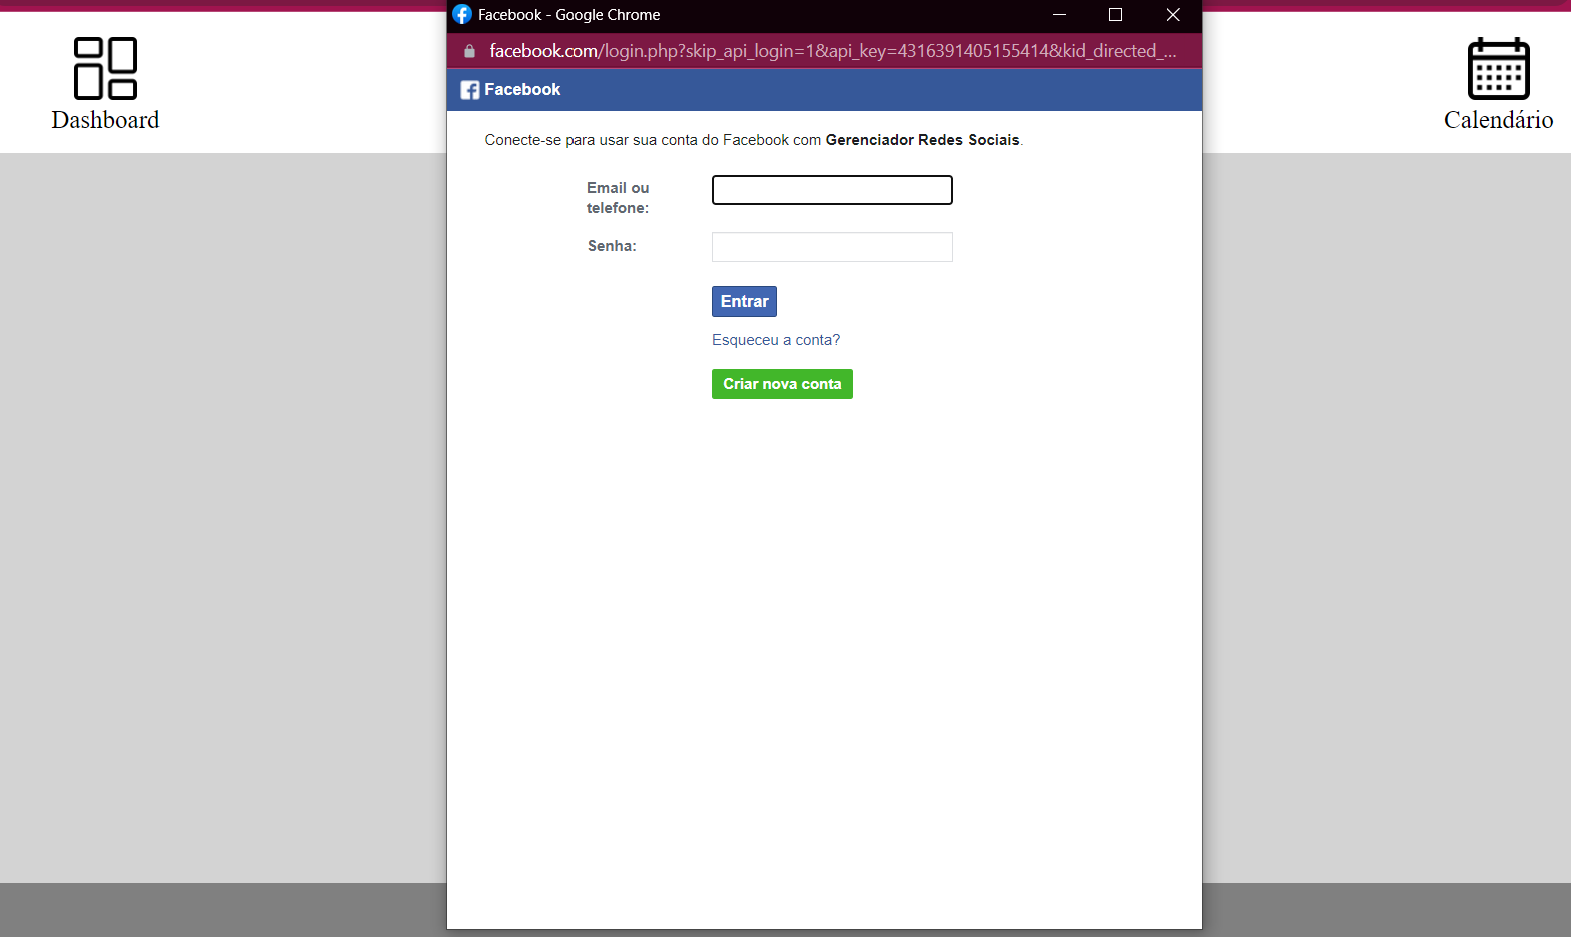 Facebook - Google Chrome
facebook.com/login.php?skip_api_login=1&api_key=4316391405155414&kid_directed_...
Dashboard
Calendário
Facebook
Conecte-se para usar sua conta do Facebook com Gerenciador Redes Sociais.
Email ou
telefone:
Senha:
Entrar
Esqueceu a conta?
Criar nova conta